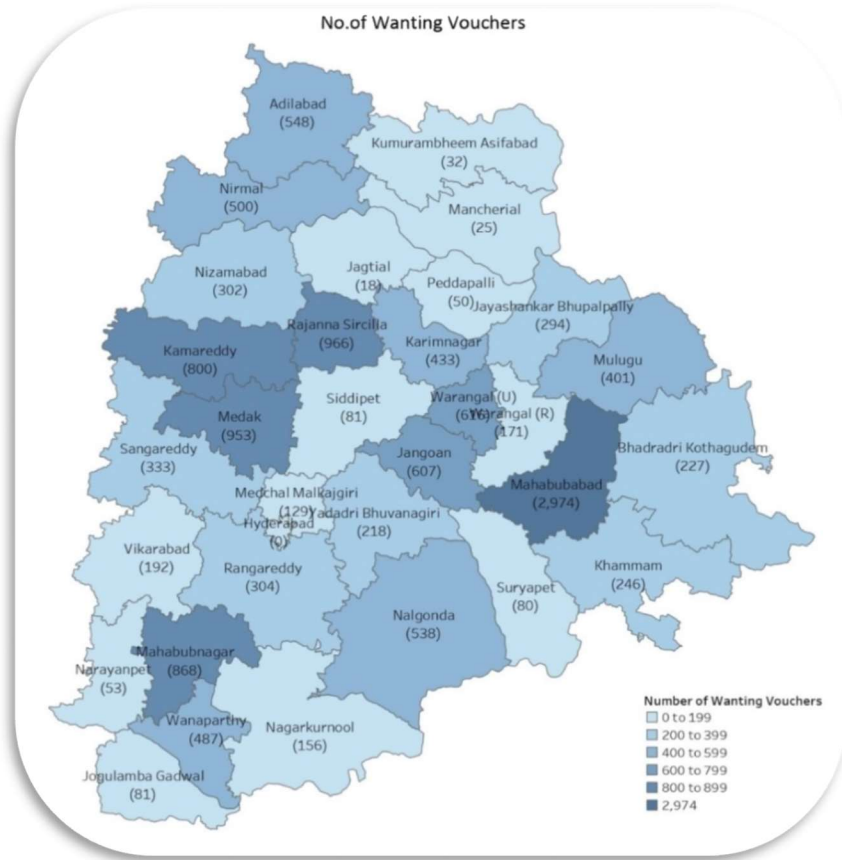 No.of Wanting Vouchers
Adilabad
(548)
Kumurambheem Asifabad
(32)
Nirmal
(500)
Mancherial
(25)
Nizamabad
(302)
Jagtial
(18)
Peddapalli
(50)
Jayashankar Bhupalpally
(294)
Rajanna Sircilla
(966)
Kamareddy
(800)
Karimnagar
(433)
Mulugu
(401)
Siddipet
(81)
Warangal (U)
Warangal (R)
(171)
Medak
(953)
Sangareddy
(333)
Jangoan
(607)
Bhadradri Kothagudem
(227)
Mahabubabad
(2,974)
Medchal Malkajgiri
(129)
Yadadri Bhuvanagiri
(218)
Hyderabad
(0)
Vikarabad
(192)
Rangareddy
(304)
Suryapet
(80)
Khammam
(246)
Nalgonda
(538)
Mahabubnagar
(868)
Narayanpet
(53)
Wanaparthy
(487)
Nagarkurnool
(156)
Jogulamba Gadwal
(81)
Number of Wanting Vouchers
0 to 199
200 to 399
400 to 599
600 to 799
800 to 899
2,974